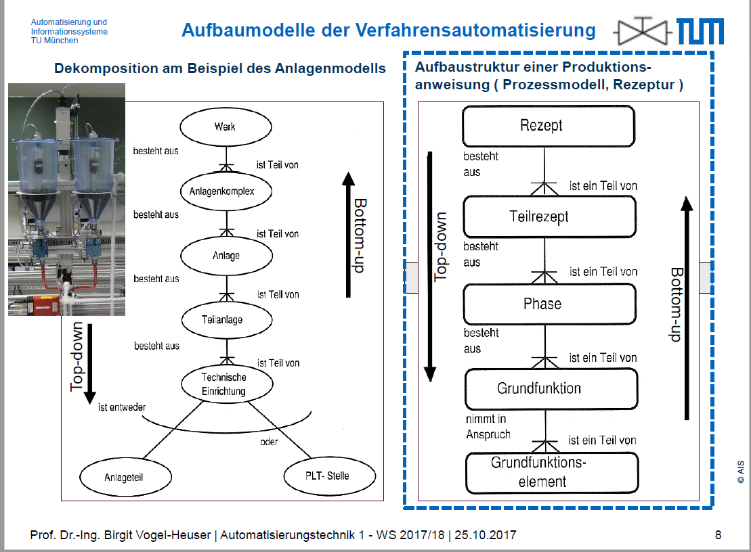 Automatisierung und
Informationssysteme
TU München
Aufbaumodelle der Verfahrensautomatisierung
TUM
Dekomposition am Beispiel des Anlagenmodells
Werk
besteht aus
ist Teil von
Anlagenkomplex
besteht aus
ist Teil von
Anlage
besteht aus
ist Teil von
Teilanlage
besteht aus
ist Teil von
Technische
Einrichtung
ist entweder
oder
Anlageteil
PLT- Stelle
Top-down
Bottom-up
Aufbaustruktur einer Produktions-
anweisung ( Prozessmodell, Rezeptur )
Rezept
besteht
aus
ist ein Teil von
Teilrezept
besteht
aus
ist ein Teil von
Phase
besteht
aus
ist ein Teil von
Grundfunktion
nimmt in
Anspruch
ist ein Teil von
Grundfunktions-
element
Top-down
Bottom-up
© AIS
Prof. Dr.-Ing. Birgit Vogel-Heuser | Automatisierungstechnik 1 - WS 2017/18 | 25.10.2017
8